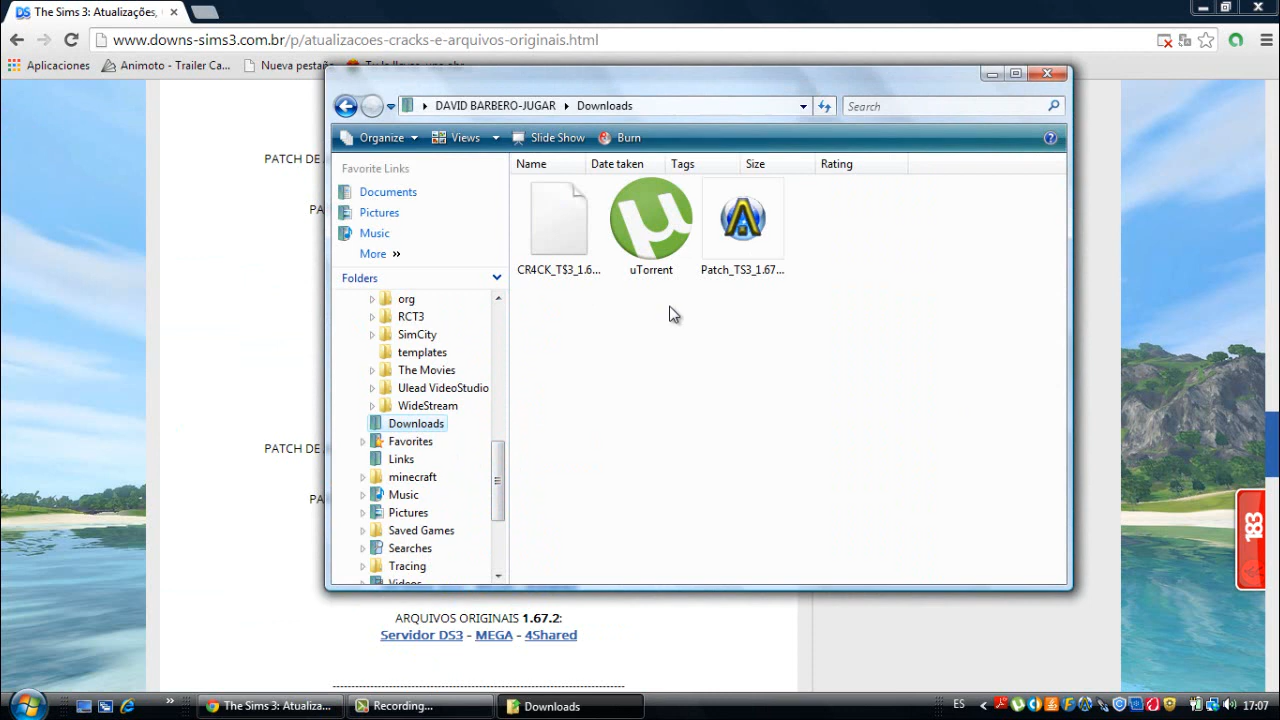 The Sims 3: Atualizações,
www.downs-sims3.com.br/p/atualizacoes-cracks-e-arquivos-originais.html
Aplicaciones
Animoto - Trailer Ca...
Nueva pestaña
DAVID BARBERO-JUGAR
Downloads
Search
Organize
Views
Slide Show
Burn
Favorite Links
Documents
Pictures
Music
More »
Folders
org
RCT3
SimCity
templates
The Movies
Ulead VideoStudio
WideStream
Downloads
Favorites
Links
minecraft
Music
Pictures
Saved Games
Searches
Tracing
Videos
Name
Date taken
Tags
Size
Rating
CR4CK_T$3_1.6...
uTorrent
Patch_TS3_1.67...
PATCH DE
PA
PATCH DE
PA
ARQUIVOS ORIGINAIS 1.67.2:
Servidor DS3 - MEGA - 4Shared
--------------------------------------------------------------------
The Sims 3: Atualiza...
Recording...
Downloads
ES
17:07